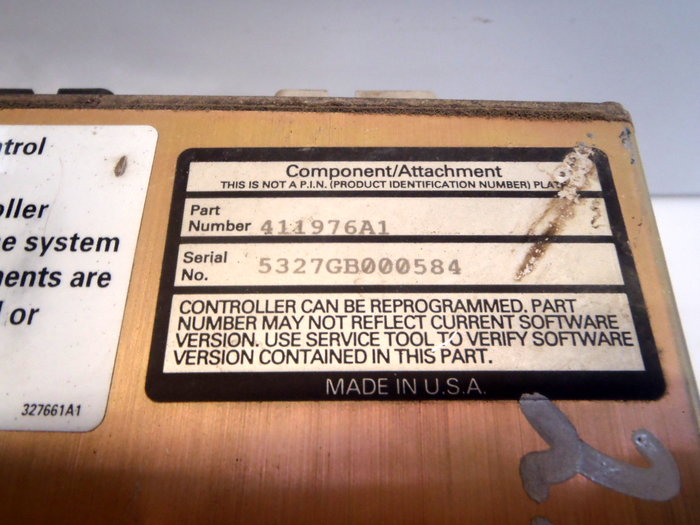 ntrol
oller
e system
ents are
or
327661A1
Component/Attachment
THIS IS NOT A P.I.N. (PRODUCT IDENTIFICATION NUMBER)
Part
Number 411976A1
Serial
No. 5327GB000584
CONTROLLER CAN BE REPROGRAMMED. PART
NUMBER MAY NOT REFLECT CURRENT SOFTWARE
VERSION. USE SERVICE TOOL TO VERIFY SOFTWARE
VERSION CONTAINED IN THIS PART.
MADE IN U.S.A.